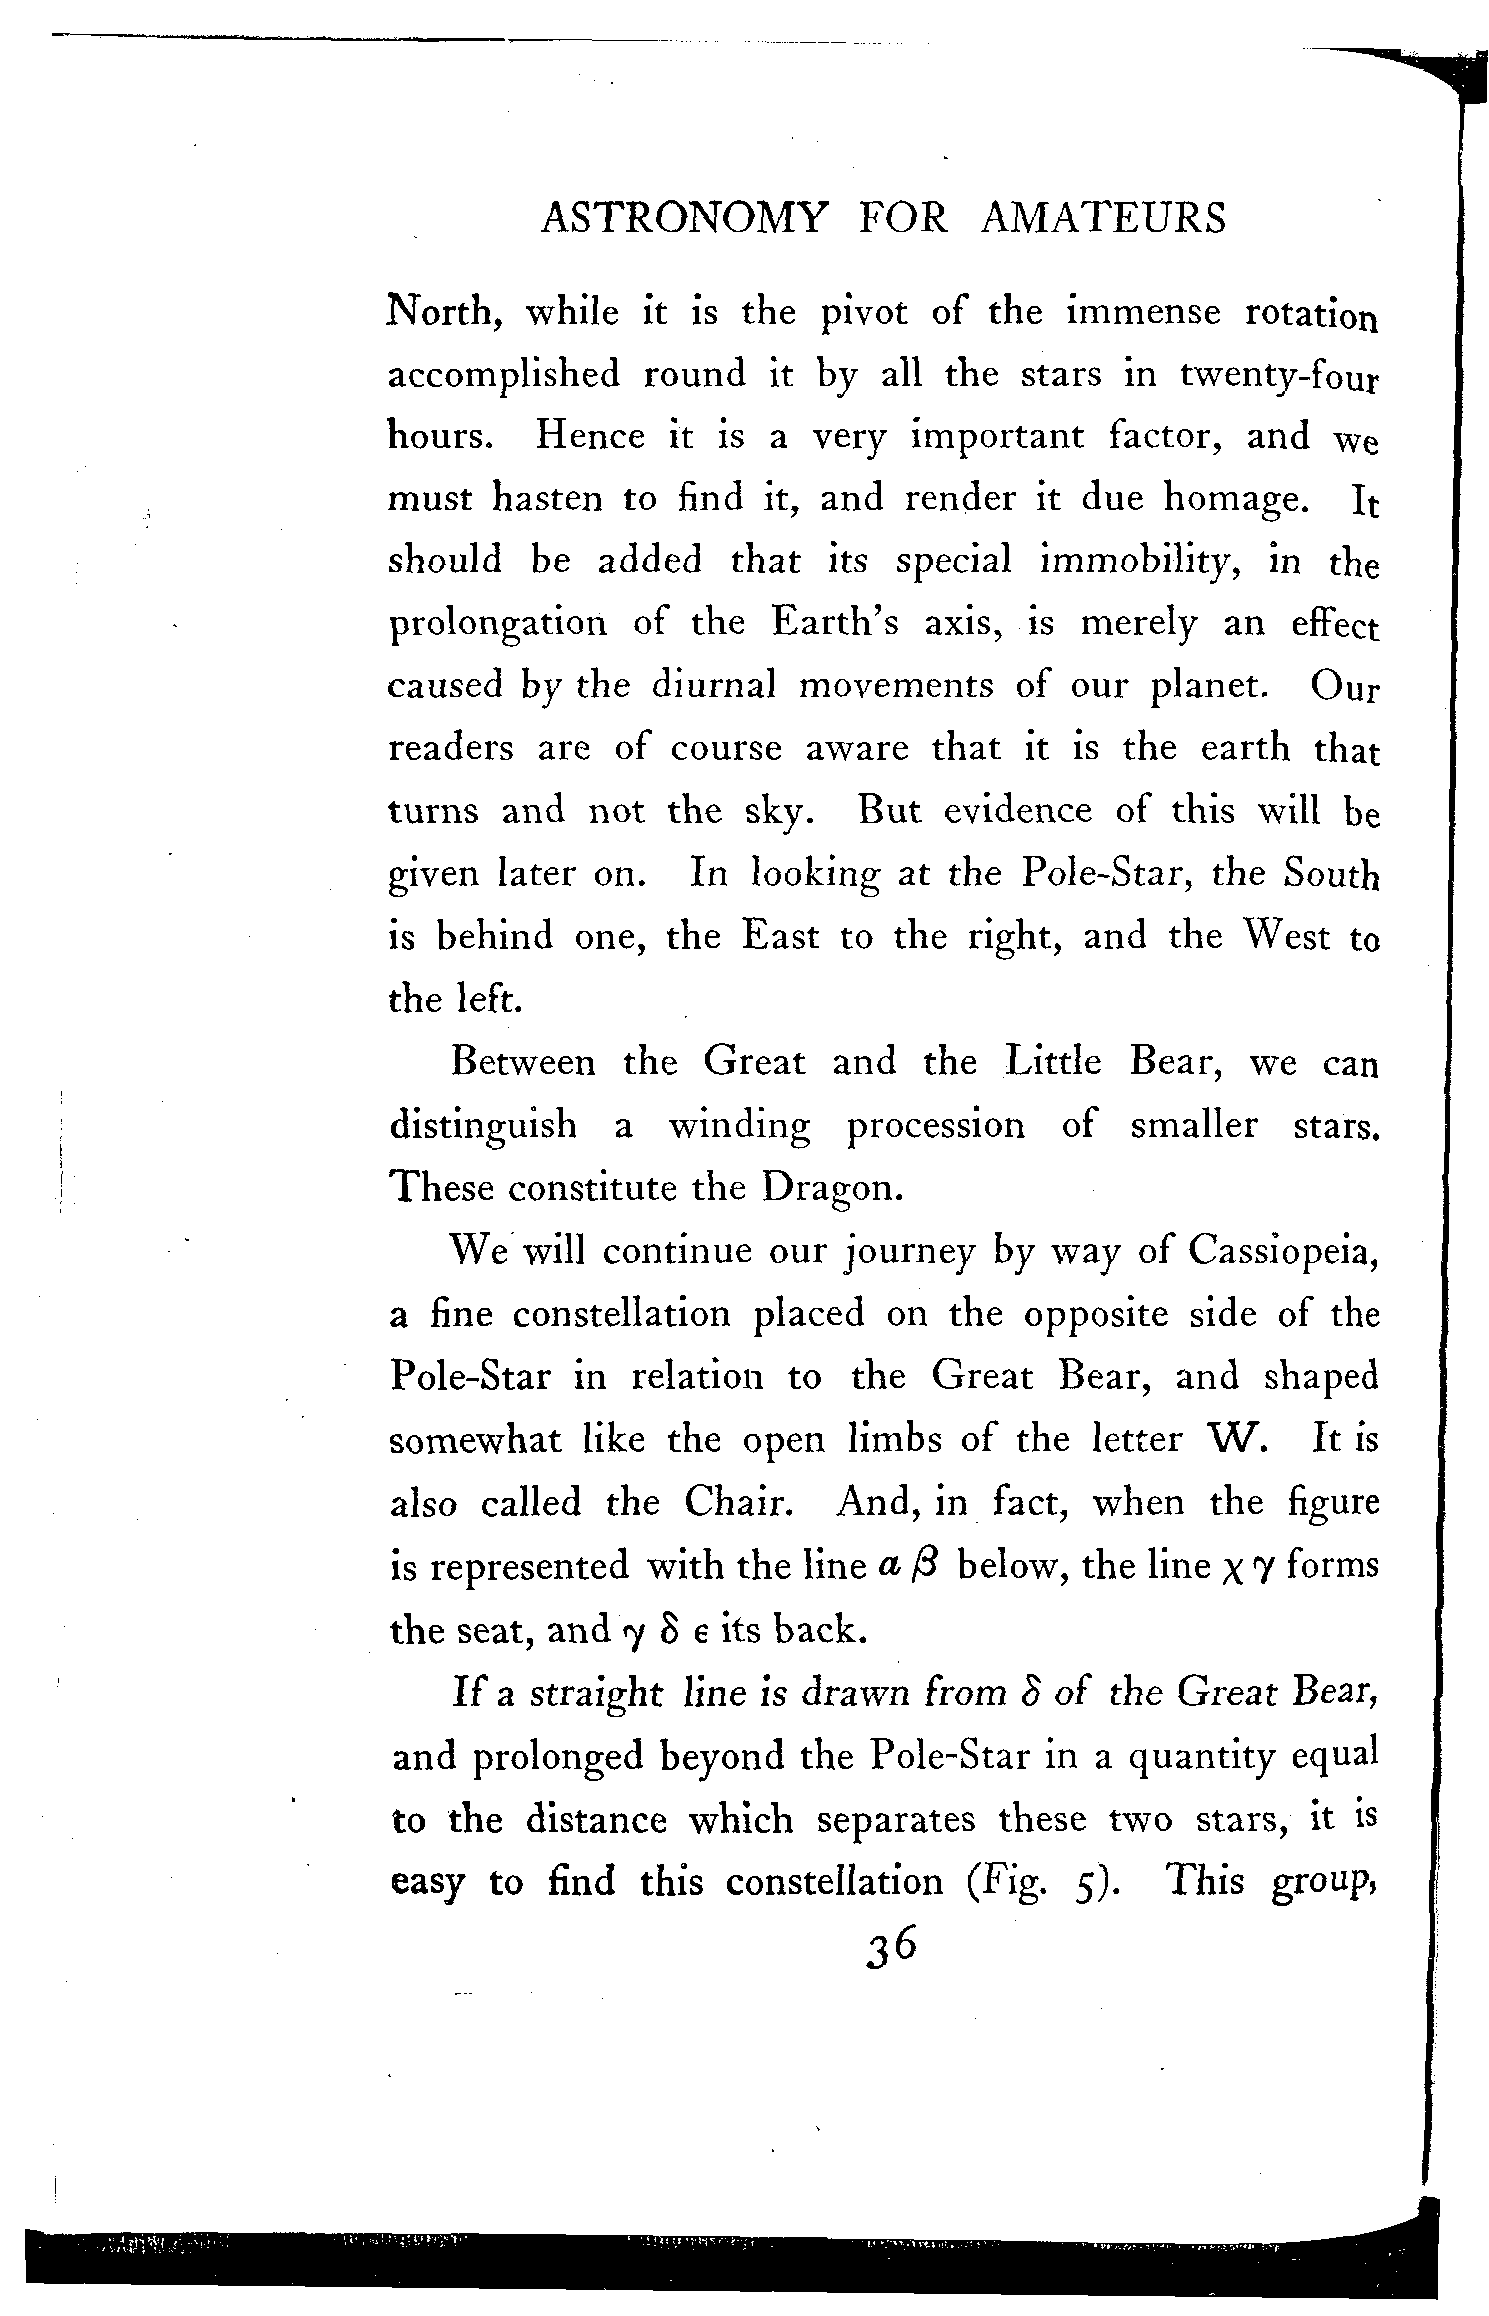 ASTRONOMY FOR AMATEURS
North, while it is the pivot of the immense rotation
accomplished round it by all the stars in twenty-four
hours. Hence it is a very important factor, and we
must hasten to find it, and render it due homage. It
should be added that its special immobility, in the
prolongation of the Earth's axis, is merely an effect
caused by the diurnal movements of our planet. Our
readers are of course aware that it is the earth that
turns and not the sky. But evidence of this will be
given later on. In looking at the Pole-Star, the South
is behind one, the East to the right, and the West to
the left.
Between the Great and the Little Bear, we can
distinguish a winding procession of smaller stars.
These constitute the Dragon.
We will continue our journey by way of Cassiopeia,
a fine constellation placed on the opposite side of the
Pole-Star in relation to the Great Bear, and shaped
somewhat like the open limbs of the letter W. It is
also called the Chair. And, in fact, when the figure
is represented with the line α β below, the line χ γ forms
the seat, and γ δ ε its back.
If a straight line is drawn from δ of the Great Bear,
and prolonged beyond the Pole-Star in a quantity equal
to the distance which separates these two stars, it is
easy to find this constellation (Fig. 5). This group,
36